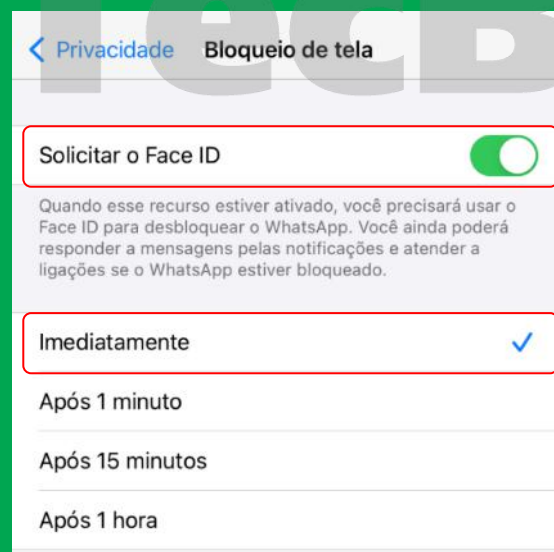 TecB
Privacidade Bloqueio de tela
Solicitar o Face ID
Quando esse recurso estiver ativado, você precisará usar o
Face ID para desbloquear o WhatsApp. Você ainda poderá
responder a mensagens pelas notificações e atender a
ligações se o WhatsApp estiver bloqueado.
Imediatamente
Após 1 minuto
Após 15 minutos
Após 1 hora